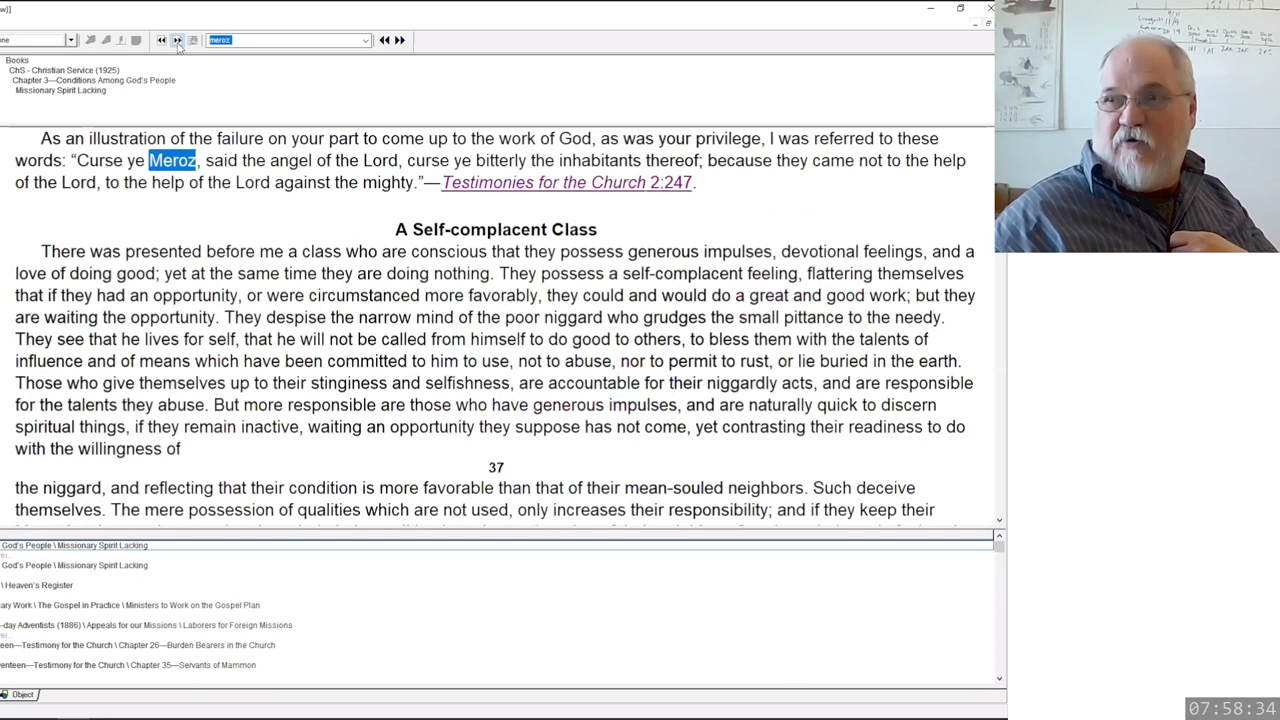 w)]
one
meroz
Books
ChS - Christian Service (1925)
Chapter 3—Conditions Among God's People
Missionary Spirit Lacking
As an illustration of the failure on your part to come up to the work of God, as was your privilege, I was referred to these
words: “Curse ye Meroz, said the angel of the Lord, curse ye bitterly the inhabitants thereof; because they came not to the help
of the Lord, to the help of the Lord against the mighty.”—Testimonies for the Church 2:247.
A Self-complacent Class
There was presented before me a class who are conscious that they possess generous impulses, devotional feelings, and a
love of doing good; yet at the same time they are doing nothing. They possess a self-complacent feeling, flattering themselves
that if they had an opportunity, or were circumstanced more favorably, they could and would do a great and good work; but they
are waiting the opportunity. They despise the narrow mind of the poor niggard who grudges the small pittance to the needy.
They see that he lives for self, that he will not be called from himself to do good to others, to bless them with the talents of
influence and of means which have been committed to him to use, not to abuse, nor to permit to rust, or lie buried in the earth.
Those who give themselves up to their stinginess and selfishness, are accountable for their niggardly acts, and are responsible
for the talents they abuse. But more responsible are those who have generous impulses, and are naturally quick to discern
spiritual things, if they remain inactive, waiting an opportunity they suppose has not come, yet contrasting their readiness to do
with the willingness of
37
the niggard, and reflecting that their condition is more favorable than that of their mean-souled neighbors. Such deceive
themselves. The mere possession of qualities which are not used, only increases their responsibility; and if they keep their
God's People \ Missionary Spirit Lacking
ver...
God's People \ Missionary Spirit Lacking
\ Heaven's Register
ary Work \ The Gospel in Practice \ Ministers to Work on the Gospel Plan
-day Adventists (1886) \ Appeals for our Missions \ Laborers for Foreign Missions
ver...
een—Testimony for the Church \ Chapter 26—Burden Bearers in the Church
venteen—Testimony for the Church \ Chapter 35—Servants of Mammon
Object
07:58:34